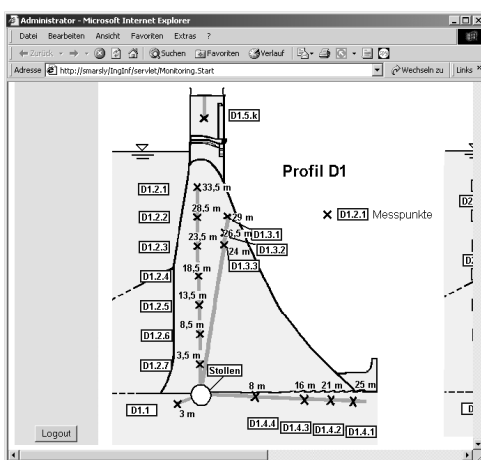 Administrator - Microsoft Internet Explorer
Datei Bearbeiten Ansicht Favoriten Extras ?
Zurück Suchen Favoriten Verlauf
Adresse http://smarsly/IngInf/servlet/Monitoring.Start Wechseln zu Links »
D1.5.k
Profil D1
D1.2.1 33,5 m
D1.2.1 Messpunkte
D1.2.2 28,5 m 29 m
D1.2.3 23,5 m 26,5 m D1.3.1
D1.3.2
24 m
D1.3.3
D1.2.4 18,5 m
D1.2.5 13,5 m
D1.2.6 8,5 m
D1.2.7 3,5 m
Stollen
8 m 16 m 21 m 25 m
D1.1 3 m
D1.4.4 D1.4.3 D1.4.2 D1.4.1
Logout